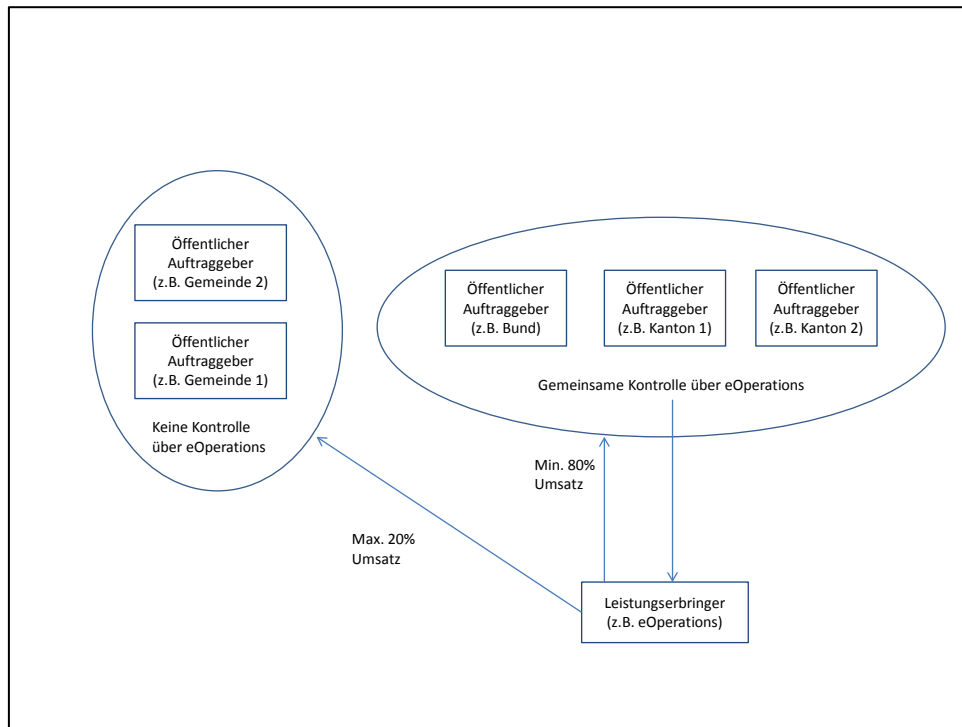 Öffentlicher
Auftraggeber
(z.B. Gemeinde 2)
Öffentlicher
Auftraggeber
(z.B. Gemeinde 1)
Keine Kontrolle
über eOperations
Öffentlicher
Auftraggeber
(z.B. Bund)
Öffentlicher
Auftraggeber
(z.B. Kanton 1)
Öffentlicher
Auftraggeber
(z.B. Kanton 2)
Gemeinsame Kontrolle über eOperations
Min. 80%
Umsatz
Max. 20%
Umsatz
Leistungserbringer
(z.B. eOperations)